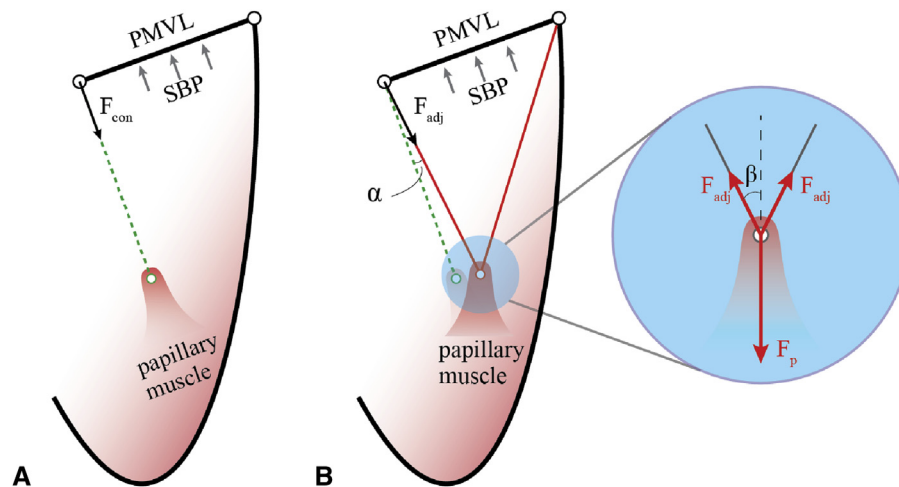 PMVL
SBP
F con
papillary
muscle
A
PMVL
SBP
F adj
α
papillary
muscle
B
β
F adj
F adj
F p